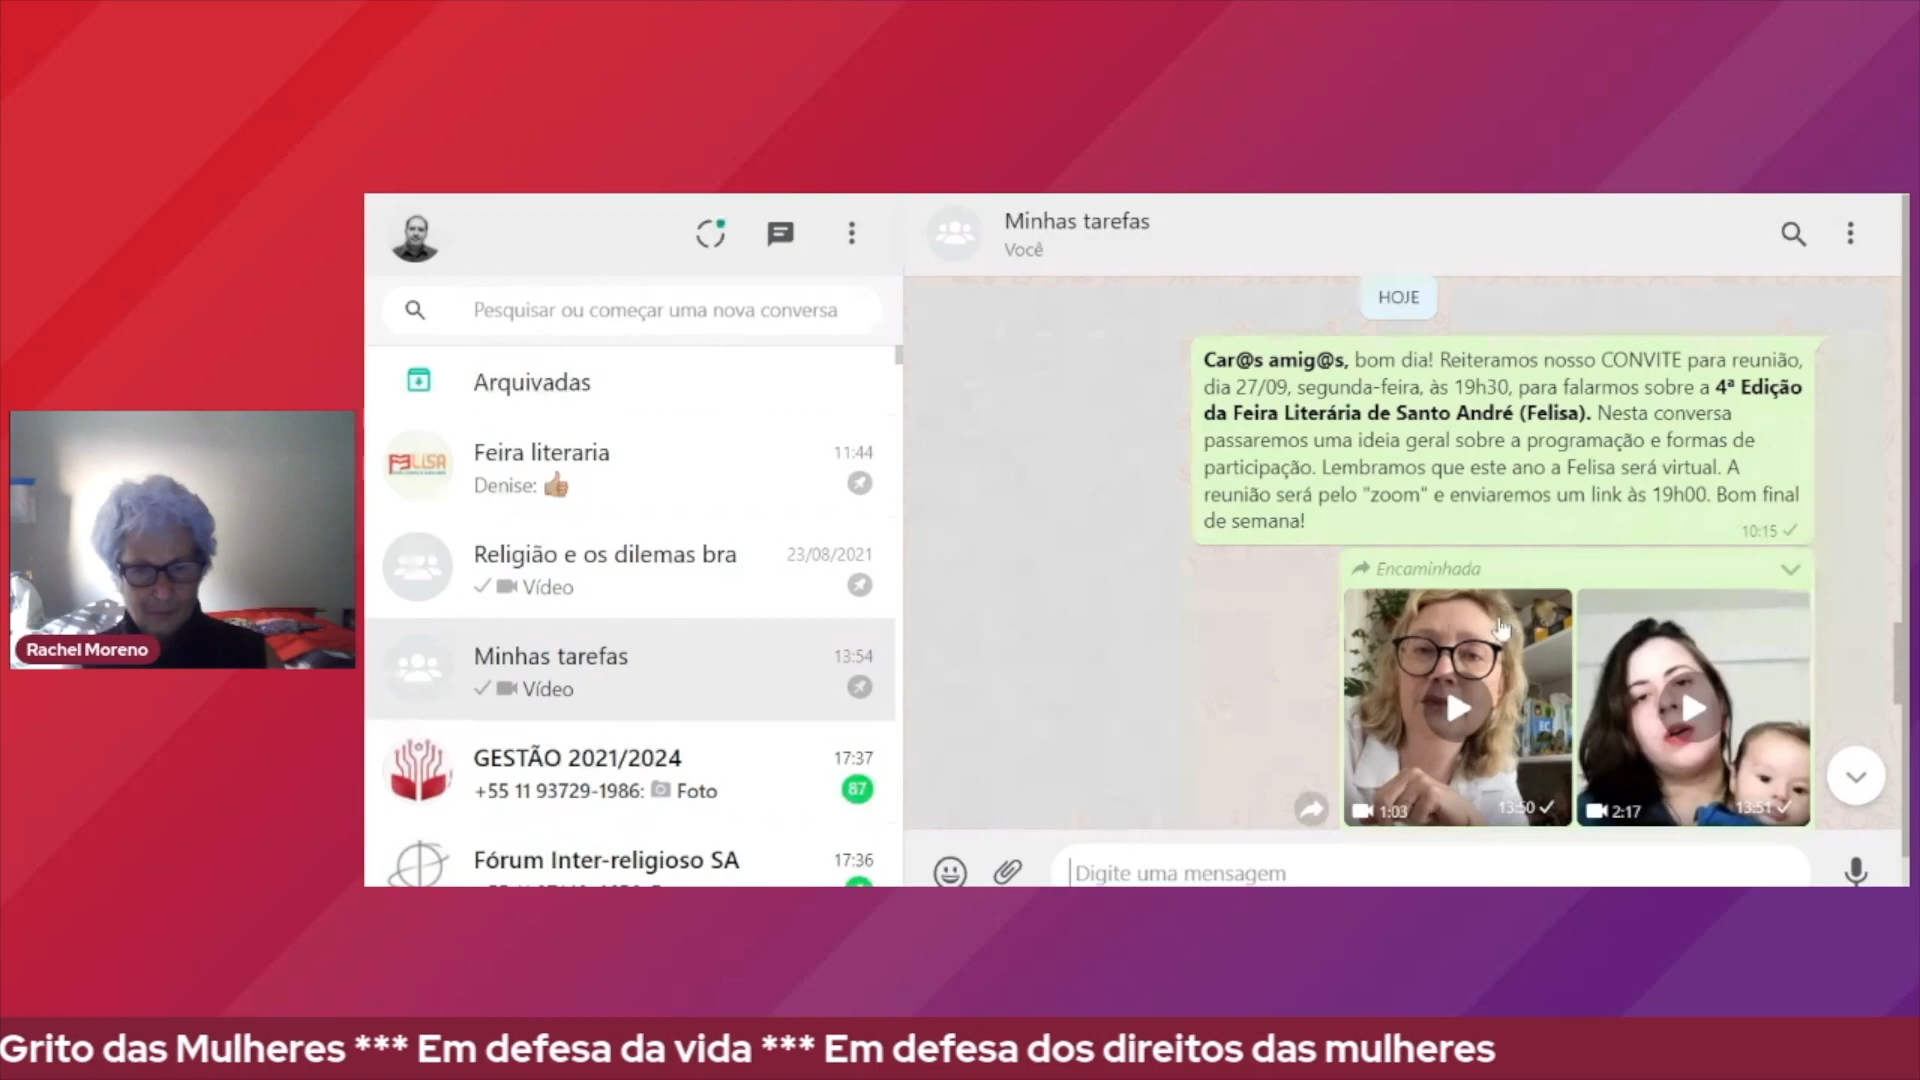 Rachel Moreno
Pesquisar ou começar uma nova conversa
Arquivadas
FELISA
Feira literaria
11:44
Denise:
Religião e os dilemas bra
23/08/2021
Vídeo
Minhas tarefas
13:54
Vídeo
GESTÃO 2021/2024
17:37
+55 11 93729-1986: Foto
87
Fórum Inter-religioso SA
17:36
Minhas tarefas
Você
HOJE
Car@s amig@s, bom dia! Reiteramos nosso CONVITE para reunião,
dia 27/09, segunda-feira, às 19h30, para falarmos sobre a 4ª Edição
da Feira Literária de Santo André (Felisa). Nesta conversa
passaremos uma ideia geral sobre a programação e formas de
participação. Lembramos que este ano a Felisa será virtual. A
reunião será pelo "zoom" e enviaremos um link às 19h00. Bom final
de semana!
10:15
Encaminhada
EC
1:03
13:50
2:17
13:51
Digite uma mensagem
Grito das Mulheres *** Em defesa da vida *** Em defesa dos direitos das mulheres